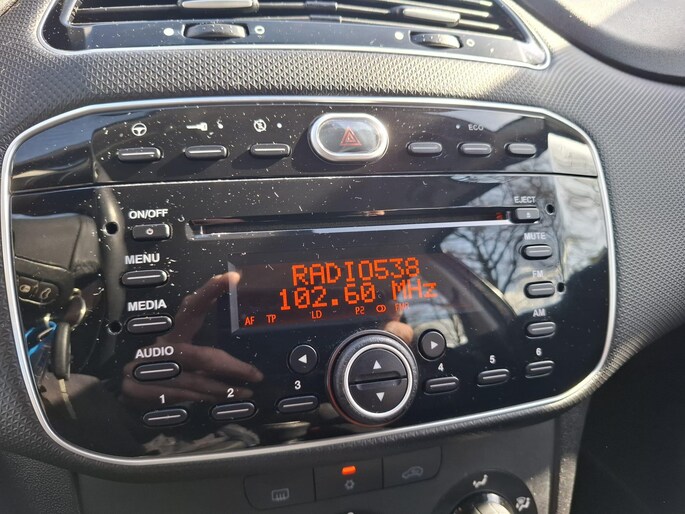 ECO
ON/OFF
EJECT
MENU
MUTE
RADIO538
102.60 MHz
FM
MEDIA
AF TP LD P2 CD
AM
AUDIO
1 2 3 4 5 6